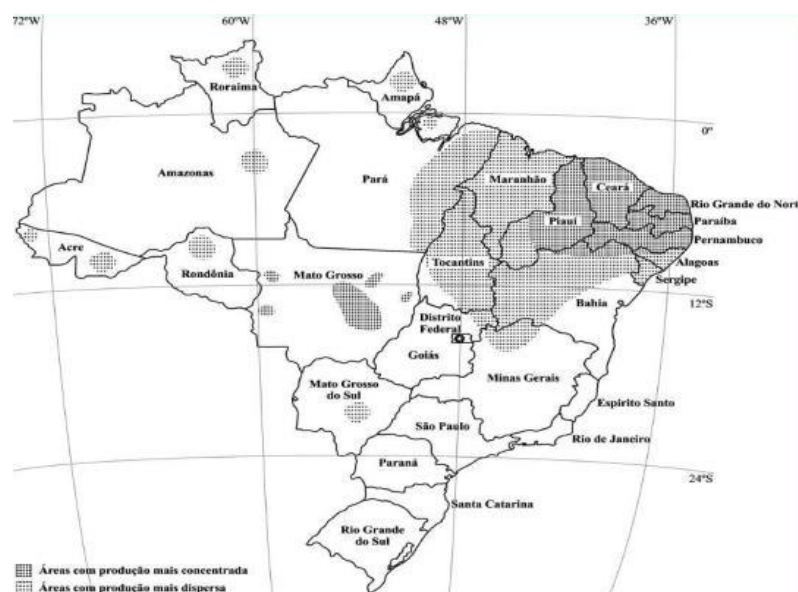 72°W
60°W
48°W
36°W
Roraima
Amapá
0º
Amazonas
Pará
Maranhão
Ceará
Rio Grande do Nort
Piauí
Paraíba
Pernambuco
Acre
Tocantins
Alagoas
Rondônia
Mato Grosso
Sergipe
12°S
Bahia
Distrito
Federal
Goiás
Minas Gerais
Mato Grosso
do Sul
Espirito Santo
São Paulo
Rio de Janeiro
Paraná
24°S
Santa Catarina
Rio Grande
do Sul
Áreas com produção mais concentrada
Áreas com produção mais dispersa